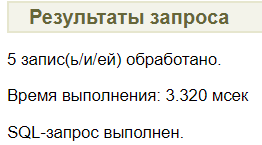 Результаты запроса
5 запис(ь/и/ей) обработано.
Время выполнения: 3.320 мсек
SQL-запрос выполнен.